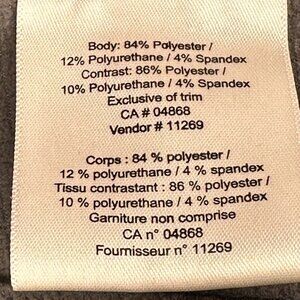 Body: 84% Polyester /
12% Polyurethane / 4% Spandex
Contrast: 86% Polyester /
10% Polyurethane / 4% Spandex
Exclusive of trim
CA # 04868
Vendor # 11269
Corps : 84 % polyester /
12 % polyurethane / 4 % spandex
Tissu contrastant : 86 % polyester /
10 % polyurethane / 4 % spandex
Garniture non comprise
CA n° 04868
Fournisseur n° 11269